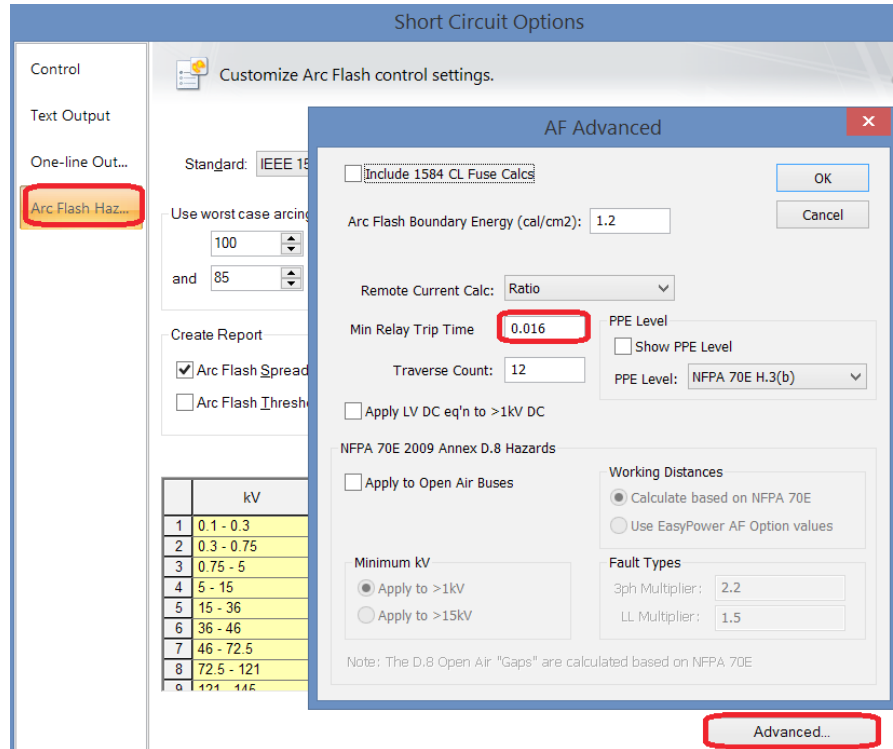 Short Circuit Options
Control
Text Output
One-line Out...
Arc Flash Haz...
Customize Arc Flash control settings.
Standard: IEEE 15
Use worst case arcing
100
and 85
Create Report
Arc Flash Spread
Arc Flash Thresh
kV
1 0.1 - 0.3
2 0.3 - 0.75
3 0.75 - 5
4 5 - 15
5 15 - 36
6 36 - 46
7 46 - 72.5
8 72.5 - 121
9 121 - 145
AF Advanced
Include 1584 CL Fuse Calcs
OK
Cancel
Arc Flash Boundary Energy (cal/cm2): 1.2
Remote Current Calc: Ratio
Min Relay Trip Time 0.016
Traverse Count: 12
PPE Level
Show PPE Level
PPE Level: NFPA 70E H.3(b)
Apply LV DC eq'n to >1kV DC
NFPA 70E 2009 Annex D.8 Hazards
Apply to Open Air Buses
Working Distances
Calculate based on NFPA 70E
Use EasyPower AF Option values
Minimum kV
Apply to >1kV
Apply to >15kV
Fault Types
3ph Multiplier: 2.2
LL Multiplier: 1.5
Note: The D.8 Open Air "Gaps" are calculated based on NFPA 70E
Advanced...